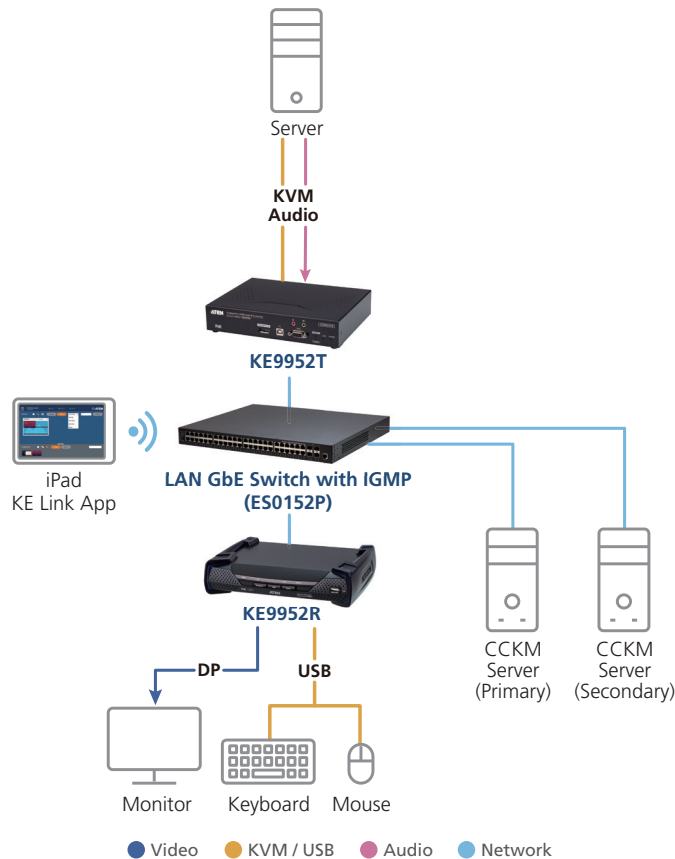 Server
KVM
Audio
ATEN
KE9952T
iPad
KE Link App
LAN GbE Switch with IGMP
(ES0152P)
KE9952R
DP
USB
CCKM
Server
(Primary)
CCKM
Server
(Secondary)
Monitor
Keyboard
Mouse
Video
KVM / USB
Audio
Network